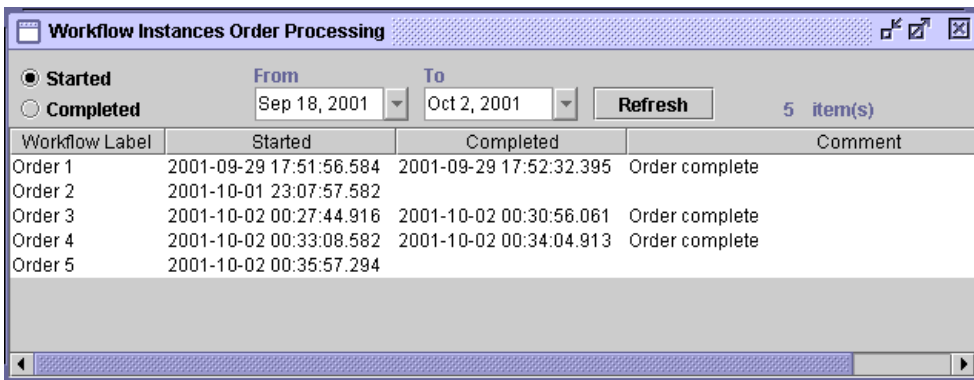 Workflow Instances Order Processing
Started From To
Completed Sep 18, 2001 Oct 2, 2001 Refresh 5 item(s)
Workflow Label Started Completed Comment
Order 1 2001-09-29 17:51:56.584 2001-09-29 17:52:32.395 Order complete
Order 2 2001-10-01 23:07:57.582
Order 3 2001-10-02 00:27:44.916 2001-10-02 00:30:56.061 Order complete
Order 4 2001-10-02 00:33:08.582 2001-10-02 00:34:04.913 Order complete
Order 5 2001-10-02 00:35:57.294